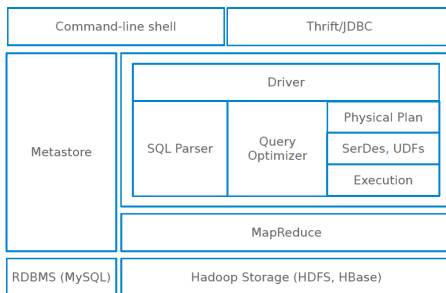 Command-line shell
Thrift/JDBC
Metastore
Driver
SQL Parser
Query
Optimizer
Physical Plan
SerDes, UDFs
Execution
MapReduce
RDBMS (MySQL)
Hadoop Storage (HDFS, HBase)